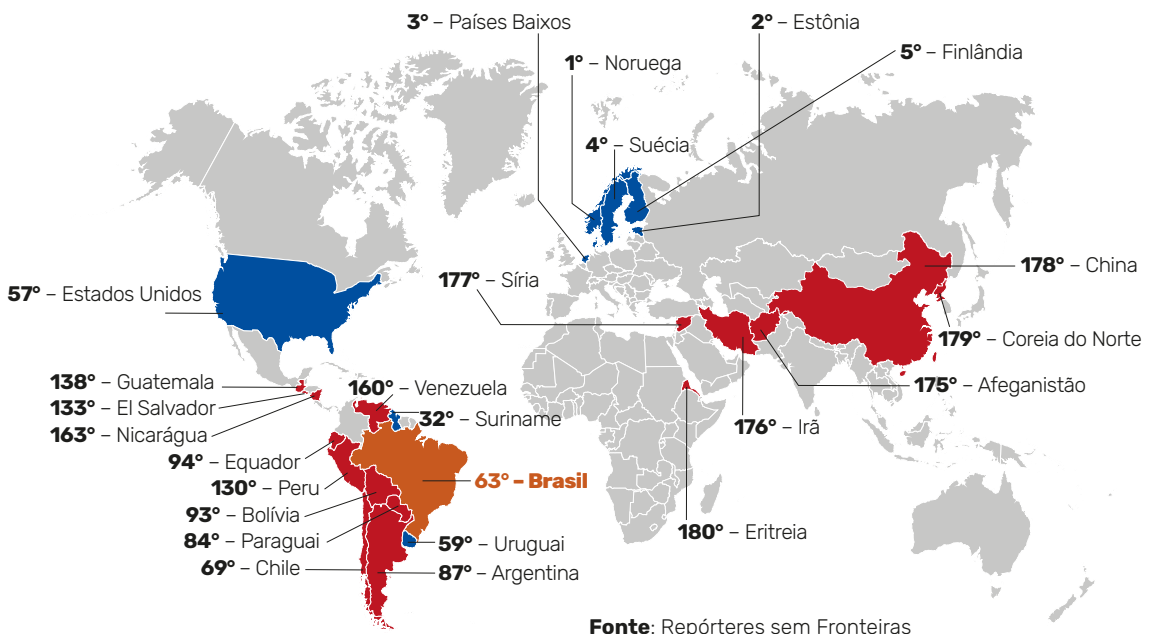 3° – Países Baixos
2° – Estônia
5° – Finlândia
1° – Noruega
4° – Suécia
57° – Estados Unidos
177° – Síria
178° – China
179° – Coreia do Norte
138° – Guatemala
160° – Venezuela
175° – Afeganistão
133° – El Salvador
32° – Suriname
163° – Nicarágua
176° – Irã
94° – Equador
63° – Brasil
130° – Peru
93° – Bolívia
180° – Eritreia
84° – Paraguai
59° – Uruguai
69° – Chile
87° – Argentina
Fonte: Repórteres sem Fronteiras